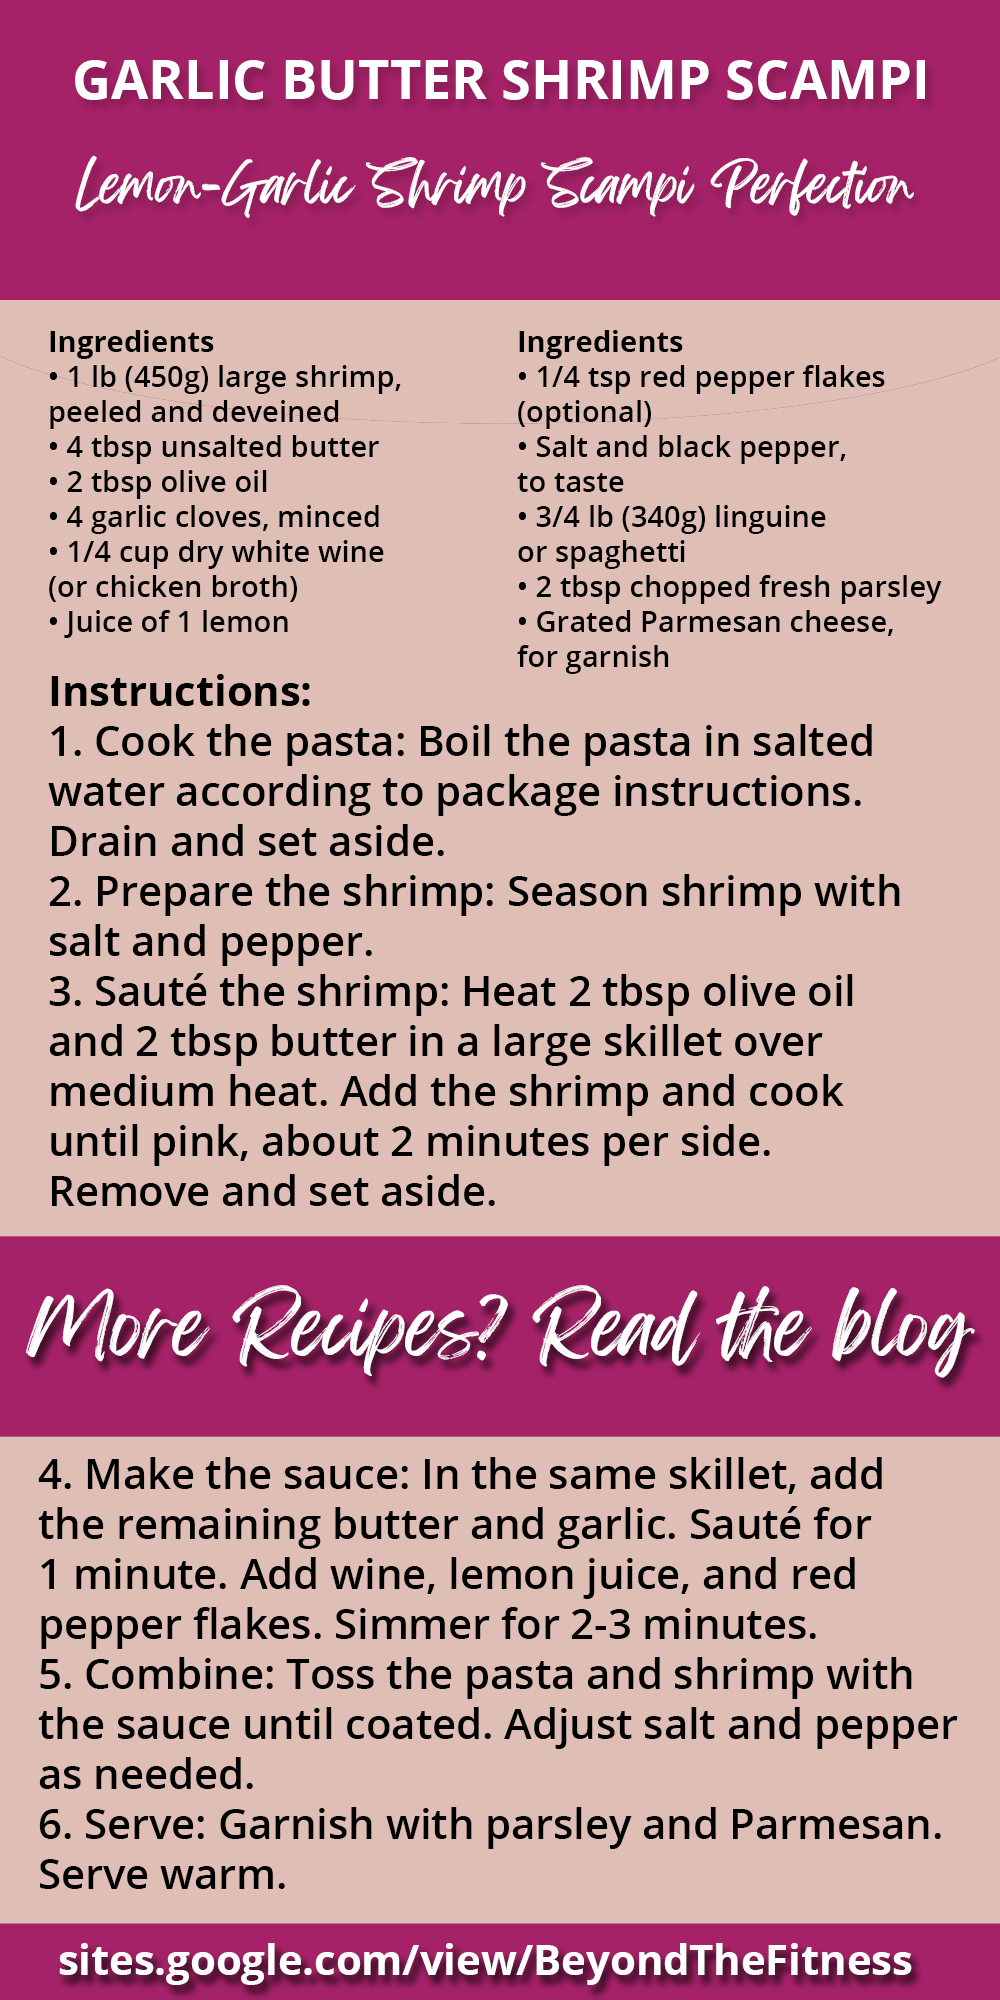 GARLIC BUTTER SHRIMP SCAMPI
Lemon-Garlic Shrimp Scampi Perfection
Ingredients
• 1 lb (450g) large shrimp,
peeled and deveined
• 4 tbsp unsalted butter
• 2 tbsp olive oil
• 4 garlic cloves, minced
• 1/4 cup dry white wine
(or chicken broth)
• Juice of 1 lemon
Ingredients
• 1/4 tsp red pepper flakes
(optional)
• Salt and black pepper,
to taste
• 3/4 lb (340g) linguine
or spaghetti
• 2 tbsp chopped fresh parsley
• Grated Parmesan cheese,
for garnish
Instructions:
1. Cook the pasta: Boil the pasta in salted
water according to package instructions.
Drain and set aside.
2. Prepare the shrimp: Season shrimp with
salt and pepper.
3. Sauté the shrimp: Heat 2 tbsp olive oil
and 2 tbsp butter in a large skillet over
medium heat. Add the shrimp and cook
until pink, about 2 minutes per side.
Remove and set aside.
More Recipes? Read the blog
4. Make the sauce: In the same skillet, add
the remaining butter and garlic. Sauté for
1 minute. Add wine, lemon juice, and red
pepper flakes. Simmer for 2-3 minutes.
5. Combine: Toss the pasta and shrimp with
the sauce until coated. Adjust salt and pepper
as needed.
6. Serve: Garnish with parsley and Parmesan.
Serve warm.
sites.google.com/view/BeyondTheFitness